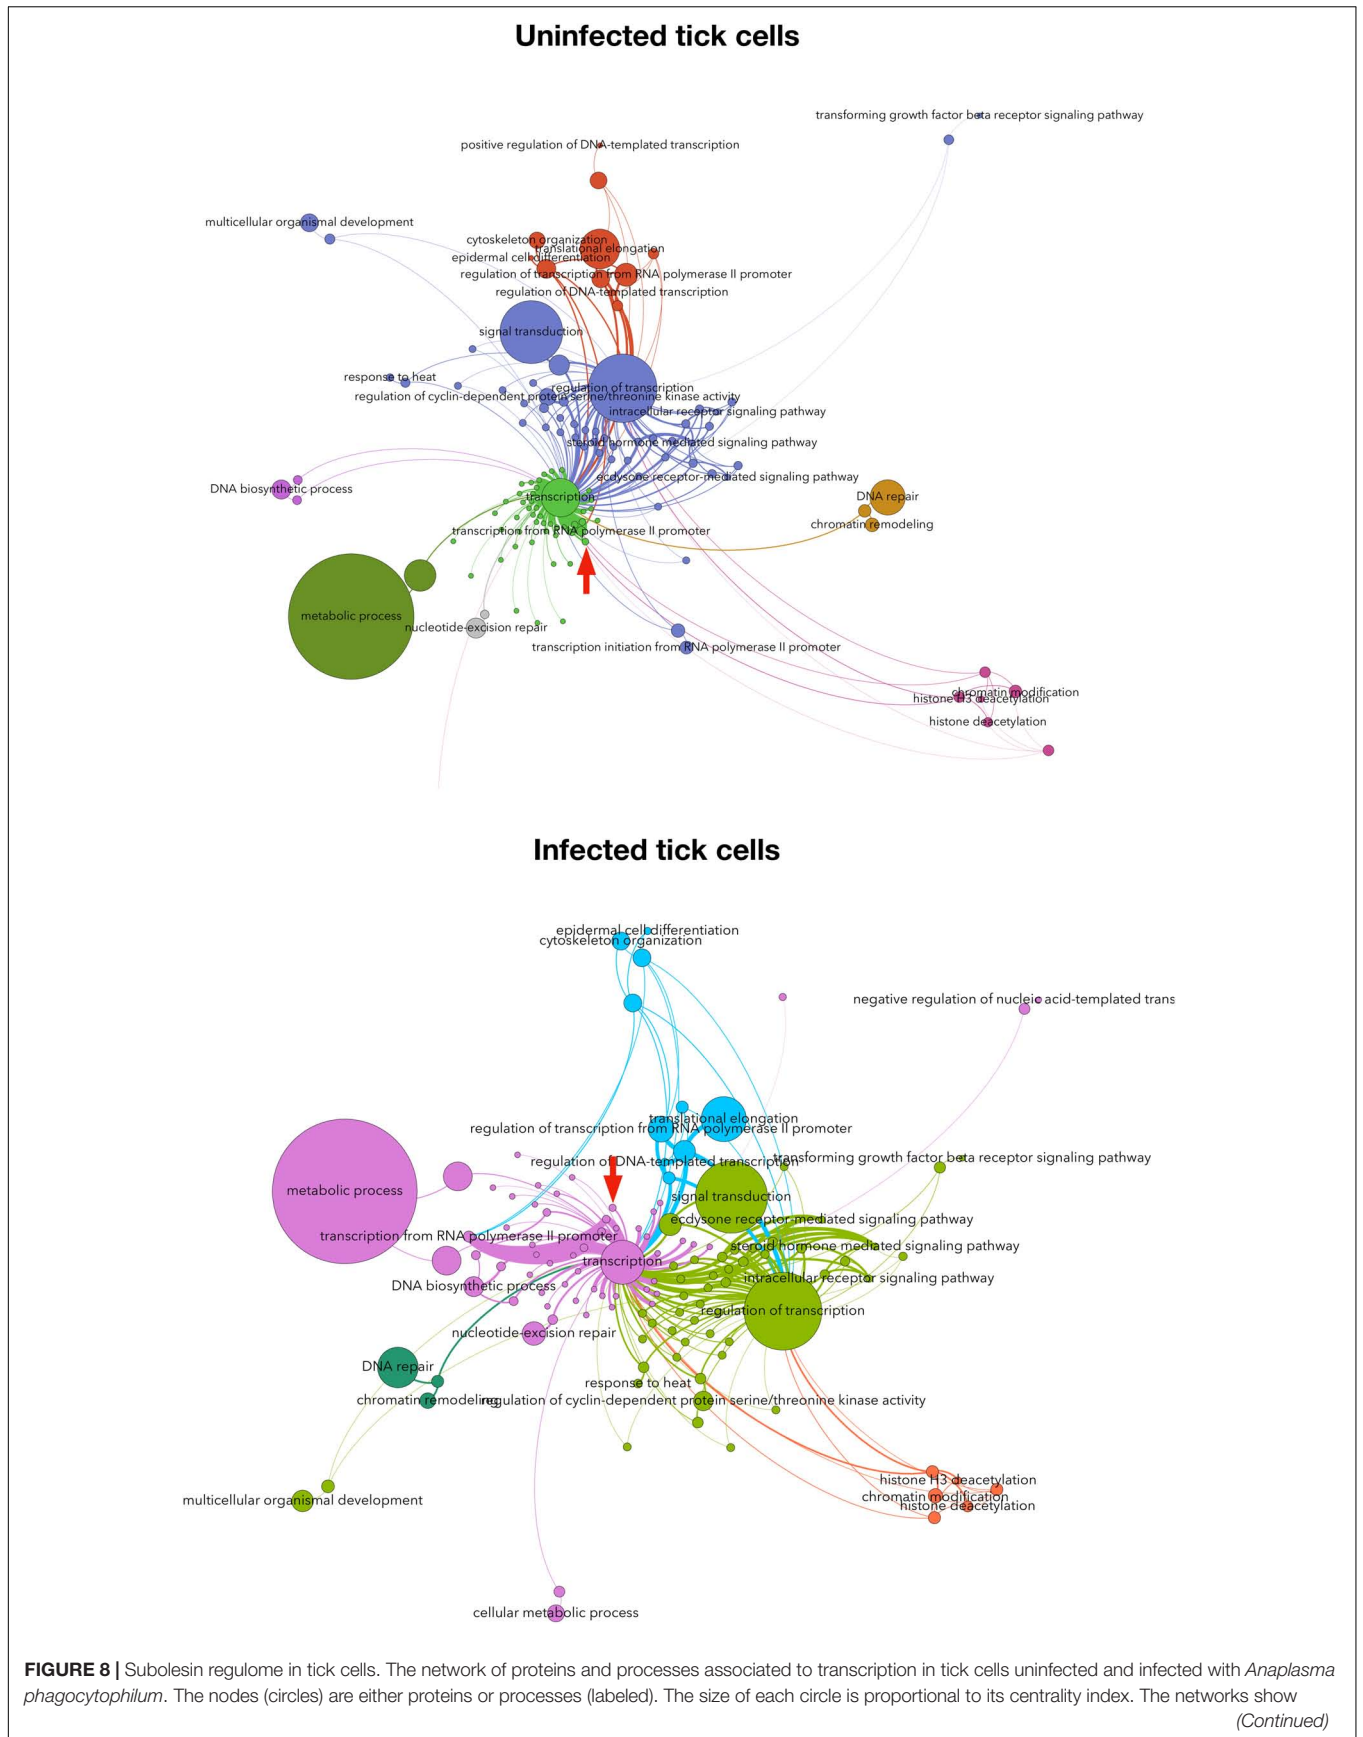 Uninfected tick cells
transforming growth factor beta receptor signaling pathway
positive regulation of DNA-templated transcription
multicellular organismal development
cytoskeleton organization
translational elongation
epidermal cell differentiation
regulation of transcription from RNA polymerase II promoter
regulation of DNA-templated transcription
signal transduction
response to heat
regulation of transcription
regulation of cyclin-dependent protein serine/threonine kinase activity
intracellular receptor signaling pathway
steroid hormone mediated signaling pathway
ecdysone receptor-mediated signaling pathway
DNA biosynthetic process
transcription
DNA repair
chromatin remodeling
transcription from RNA polymerase II promoter
metabolic process
nucleotide-excision repair
transcription initiation from RNA polymerase II promoter
chromatin modification
histone H3 deacetylation
histone deacetylation
Infected tick cells
epidermal cell differentiation
cytoskeleton organization
negative regulation of nucleic acid-templated trans
translational elongation
regulation of transcription from RNA polymerase II promoter
regulation of DNA-templated transcription
transforming growth factor beta receptor signaling pathway
metabolic process
signal transduction
ecdysone receptor-mediated signaling pathway
transcription from RNA polymerase II promoter
steroid hormone mediated signaling pathway
transcription
intracellular receptor signaling pathway
DNA biosynthetic process
regulation of transcription
nucleotide-excision repair
DNA repair
response to heat
chromatin remodeling
regulation of cyclin-dependent protein serine/threonine kinase activity
histone H3 deacetylation
chromatin modification
histone deacetylation
multicellular organismal development
cellular metabolic process
FIGURE 8 | Subolesin regulome in tick cells. The network of proteins and processes associated to transcription in tick cells uninfected and infected with Anaplasma
phagocytophilum. The nodes (circles) are either proteins or processes (labeled). The size of each circle is proportional to its centrality index. The networks show
(Continued)